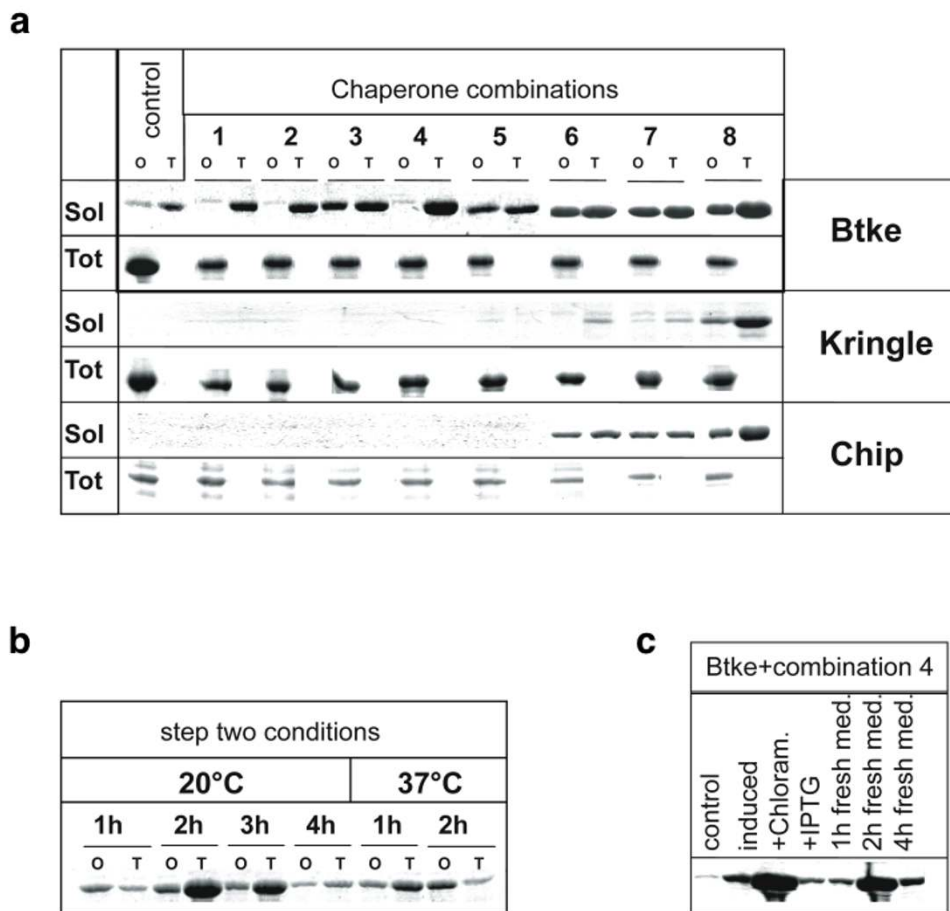 a
control
Chaperone combinations
1 2 3 4 5 6 7 8
O T O T O T O T O T O T O T O T O T
Sol
Btke
Tot
Sol
Kringle
Tot
Sol
Chip
Tot
b
step two conditions
20°C 37°C
1h 2h 3h 4h 1h 2h
O T O T O T O T O T O T
c
Btke+combination 4
control
induced
+Chloram.
+IPTG
1h fresh med.
2h fresh med.
4h fresh med.